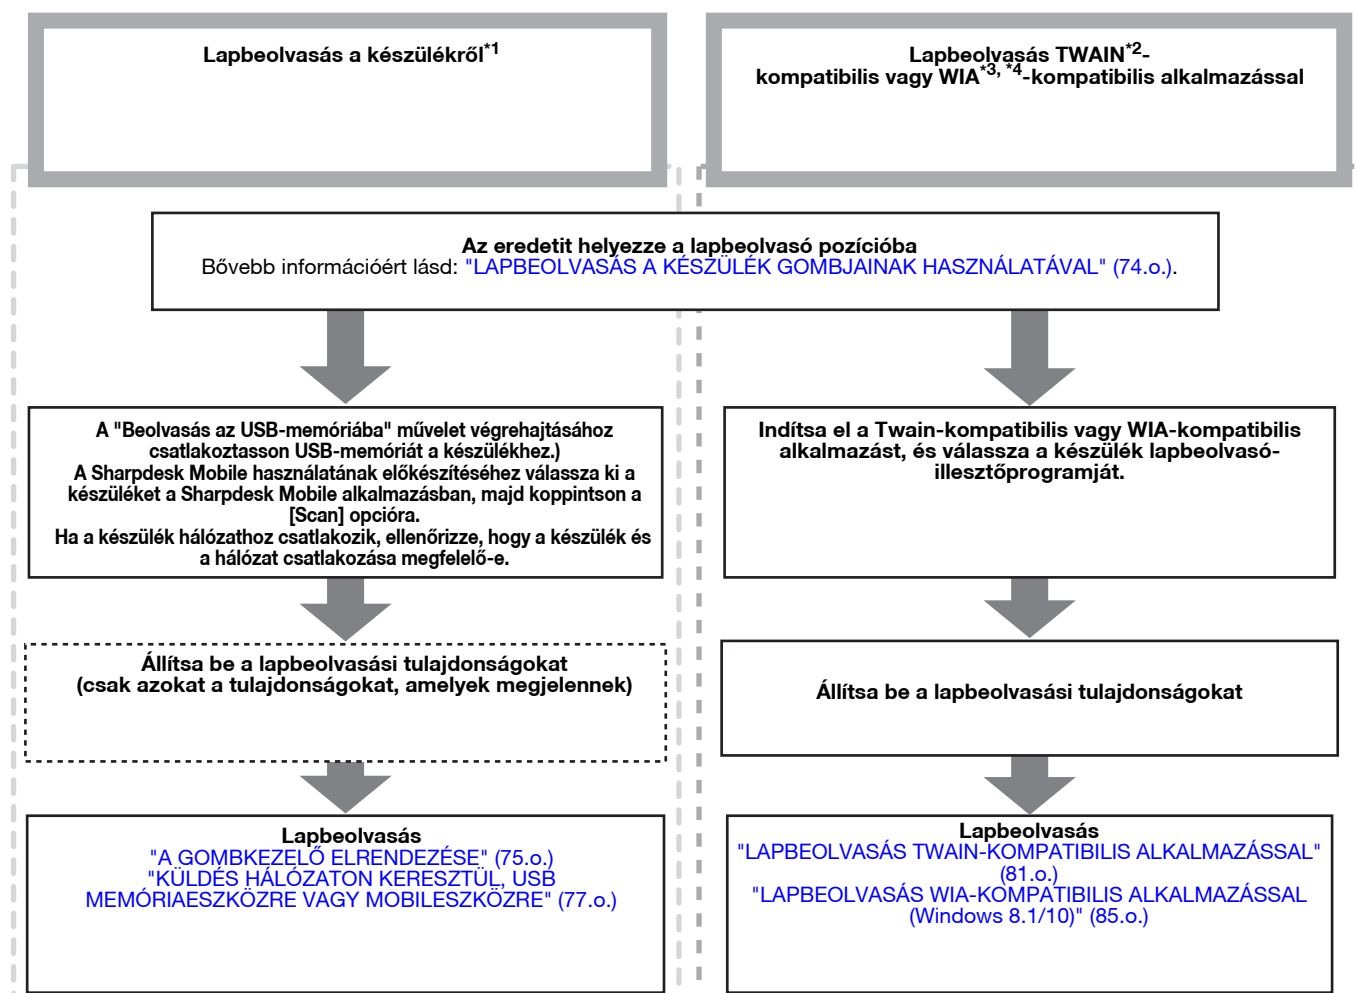 Lapbeolvasás a készülékről*1
Lapbeolvasás TWAIN*2-
kompatibilis vagy WIA*3, *4-kompatibilis alkalmazással
Az eredetit helyezze a lapbeolvasó pozícióba
Bővebb információért lásd: "LAPBEOLVASÁS A KÉSZÜLÉK GOMBJAINAK HASZNÁLATÁVAL" (74.o.).
A "Beolvasás az USB-memóriába" művelet végrehajtásához
csatlakoztasson USB-memóriát a készülékhez.)
A Sharpdesk Mobile használatának előkészítéséhez válassza ki a
készüléket a Sharpdesk Mobile alkalmazásban, majd koppintson a
[Scan] opcióra.
Ha a készülék hálózathoz csatlakozik, ellenőrizze, hogy a készülék és
a hálózat csatlakozása megfelelő-e.
Indítsa el a Twain-kompatibilis vagy WIA-kompatibilis
alkalmazást, és válassza a készülék lapbeolvasó-
illesztőprogramját.
Állítsa be a lapbeolvasási tulajdonságokat
(csak azokat a tulajdonságokat, amelyek megjelennek)
Állítsa be a lapbeolvasási tulajdonságokat
Lapbeolvasás
"A GOMBKEZELŐ ELRENDEZÉSE" (75.o.)
"KÜLDÉS HÁLÓZATON KERESZTÜL, USB
MEMÓRIAESZKÖZRE VAGY MOBILESZKÖZRE" (77.o.)
Lapbeolvasás
"LAPBEOLVASÁS TWAIN-KOMPATIBILIS ALKALMAZÁSSAL"
(81.o.)
"LAPBEOLVASÁS WIA-KOMPATIBILIS ALKALMAZÁSSAL
(Windows 8.1/10)" (85.o.)